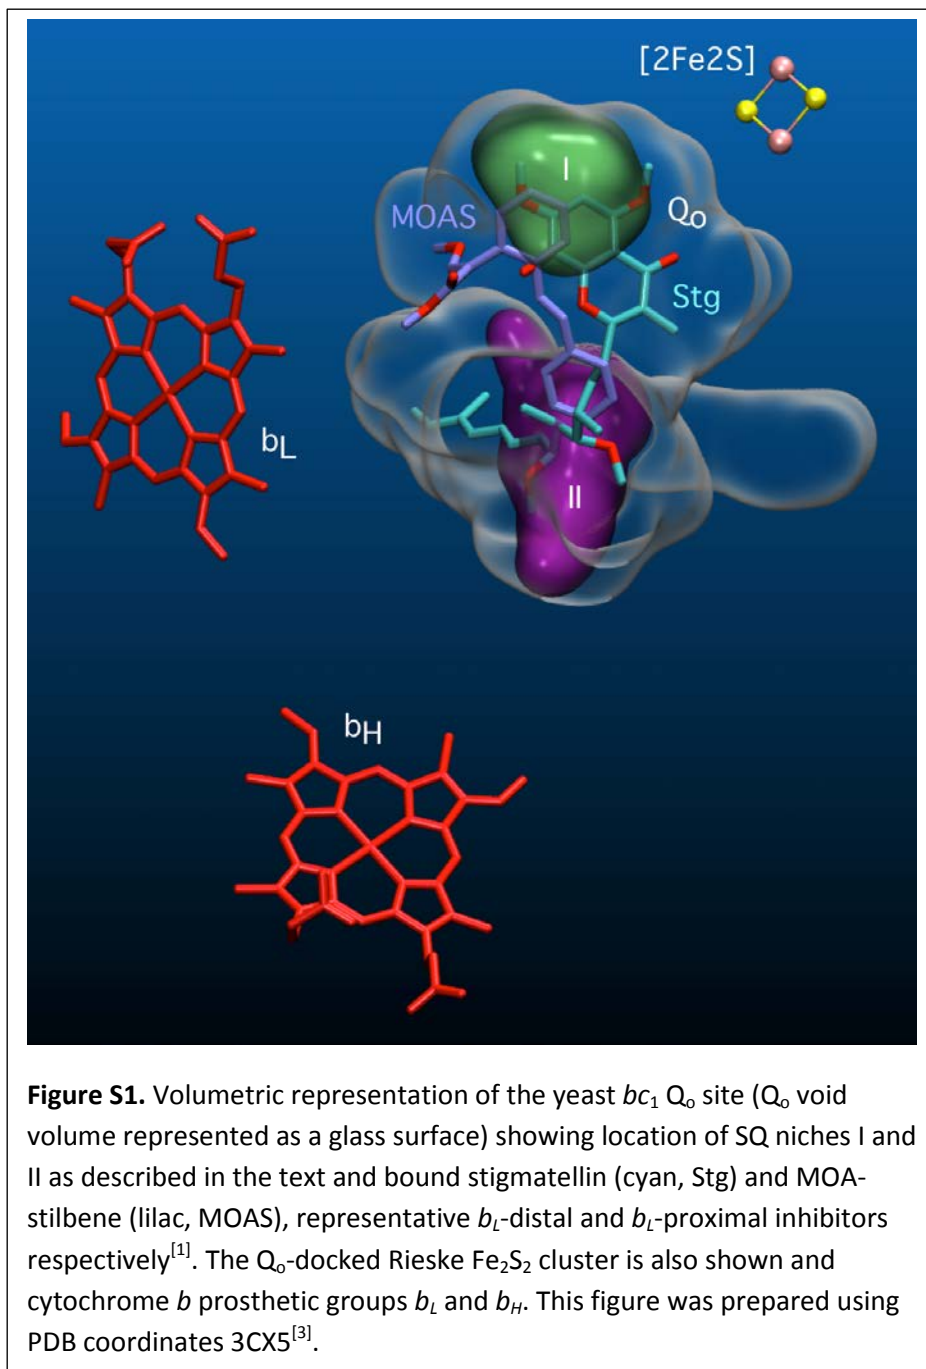 [2Fe2S]
I
MOAS
Qo
Stg
bL
II
bH
Figure S1. Volumetric representation of the yeast bc1 Qo site (Qo void
volume represented as a glass surface) showing location of SQ niches I and
II as described in the text and bound stigmatellin (cyan, Stg) and MOA-
stilbene (lilac, MOAS), representative bL-distal and bL-proximal inhibitors
respectively[1]. The Qo-docked Rieske Fe2S2 cluster is also shown and
cytochrome b prosthetic groups bL and bH. This figure was prepared using
PDB coordinates 3CX5[3].